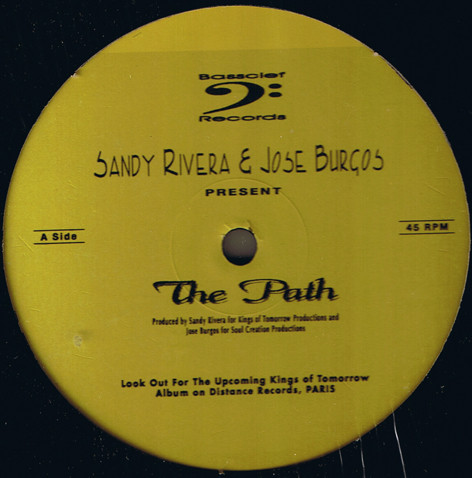 Bassclef
Records
SANDY RIVERA & JOSE BURGOS
PRESENT
A Side
45 RPM
The Path
Produced by Sandy Rivera for Kings of Tomorrow Productions and
Jose Burgos for Soul Creation Productions
Look Out For The Upcoming Kings of Tomorrow
Album on Distance Records, PARIS